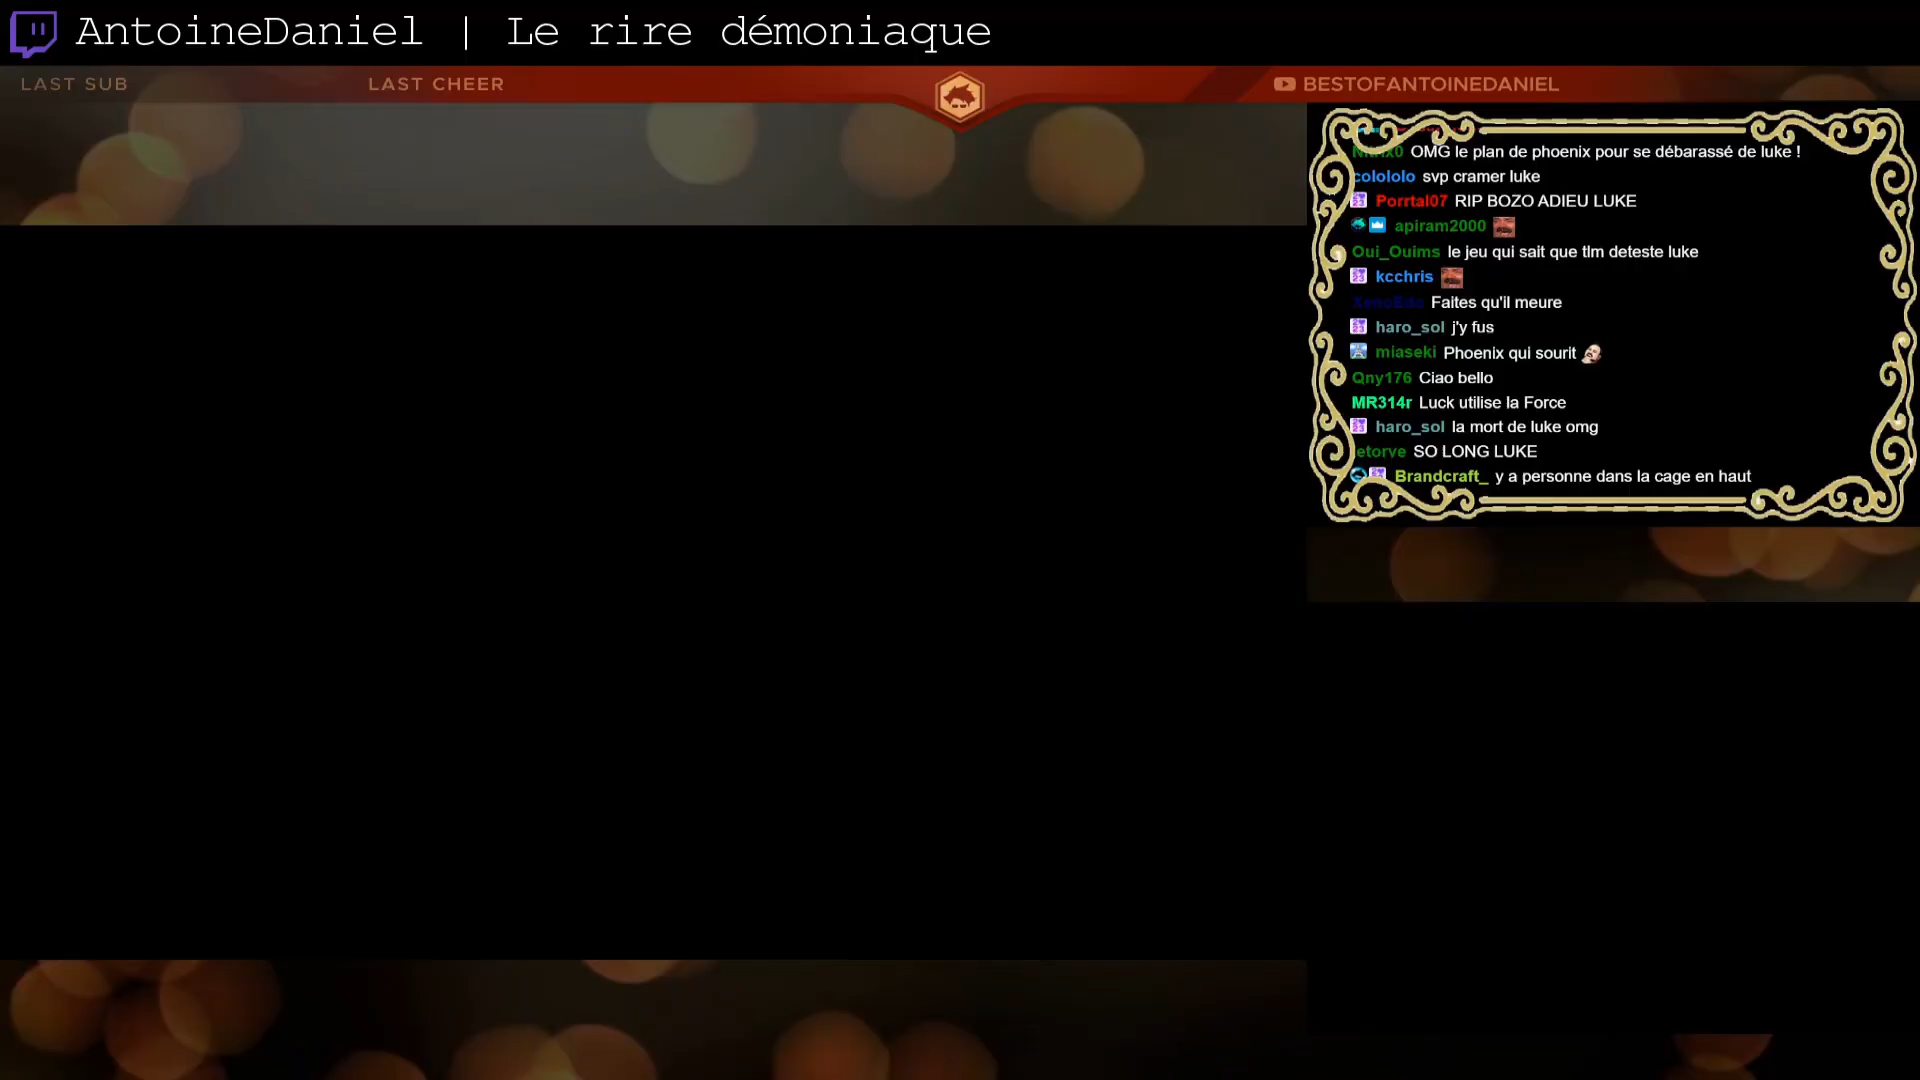 AntoineDaniel | Le rire démoniaque
LAST SUB
LAST CHEER
BESTOFANTOINEDANIEL
OMG le plan de phoenix pour se débarassé de luke !
colololo svp cramer luke
Porrtal07 RIP BOZO ADIEU LUKE
apiram2000
Oui_Ouims le jeu qui sait que tlm deteste luke
kcchris
XenoEdo Faites qu'il meure
haro_sol j'y fus
miaseki Phoenix qui sourit
Qny176 Ciao bello
MR314r Luck utilise la Force
haro_sol la mort de luke omg
SO LONG LUKE
Brandcraft_ y a personne dans la cage en haut